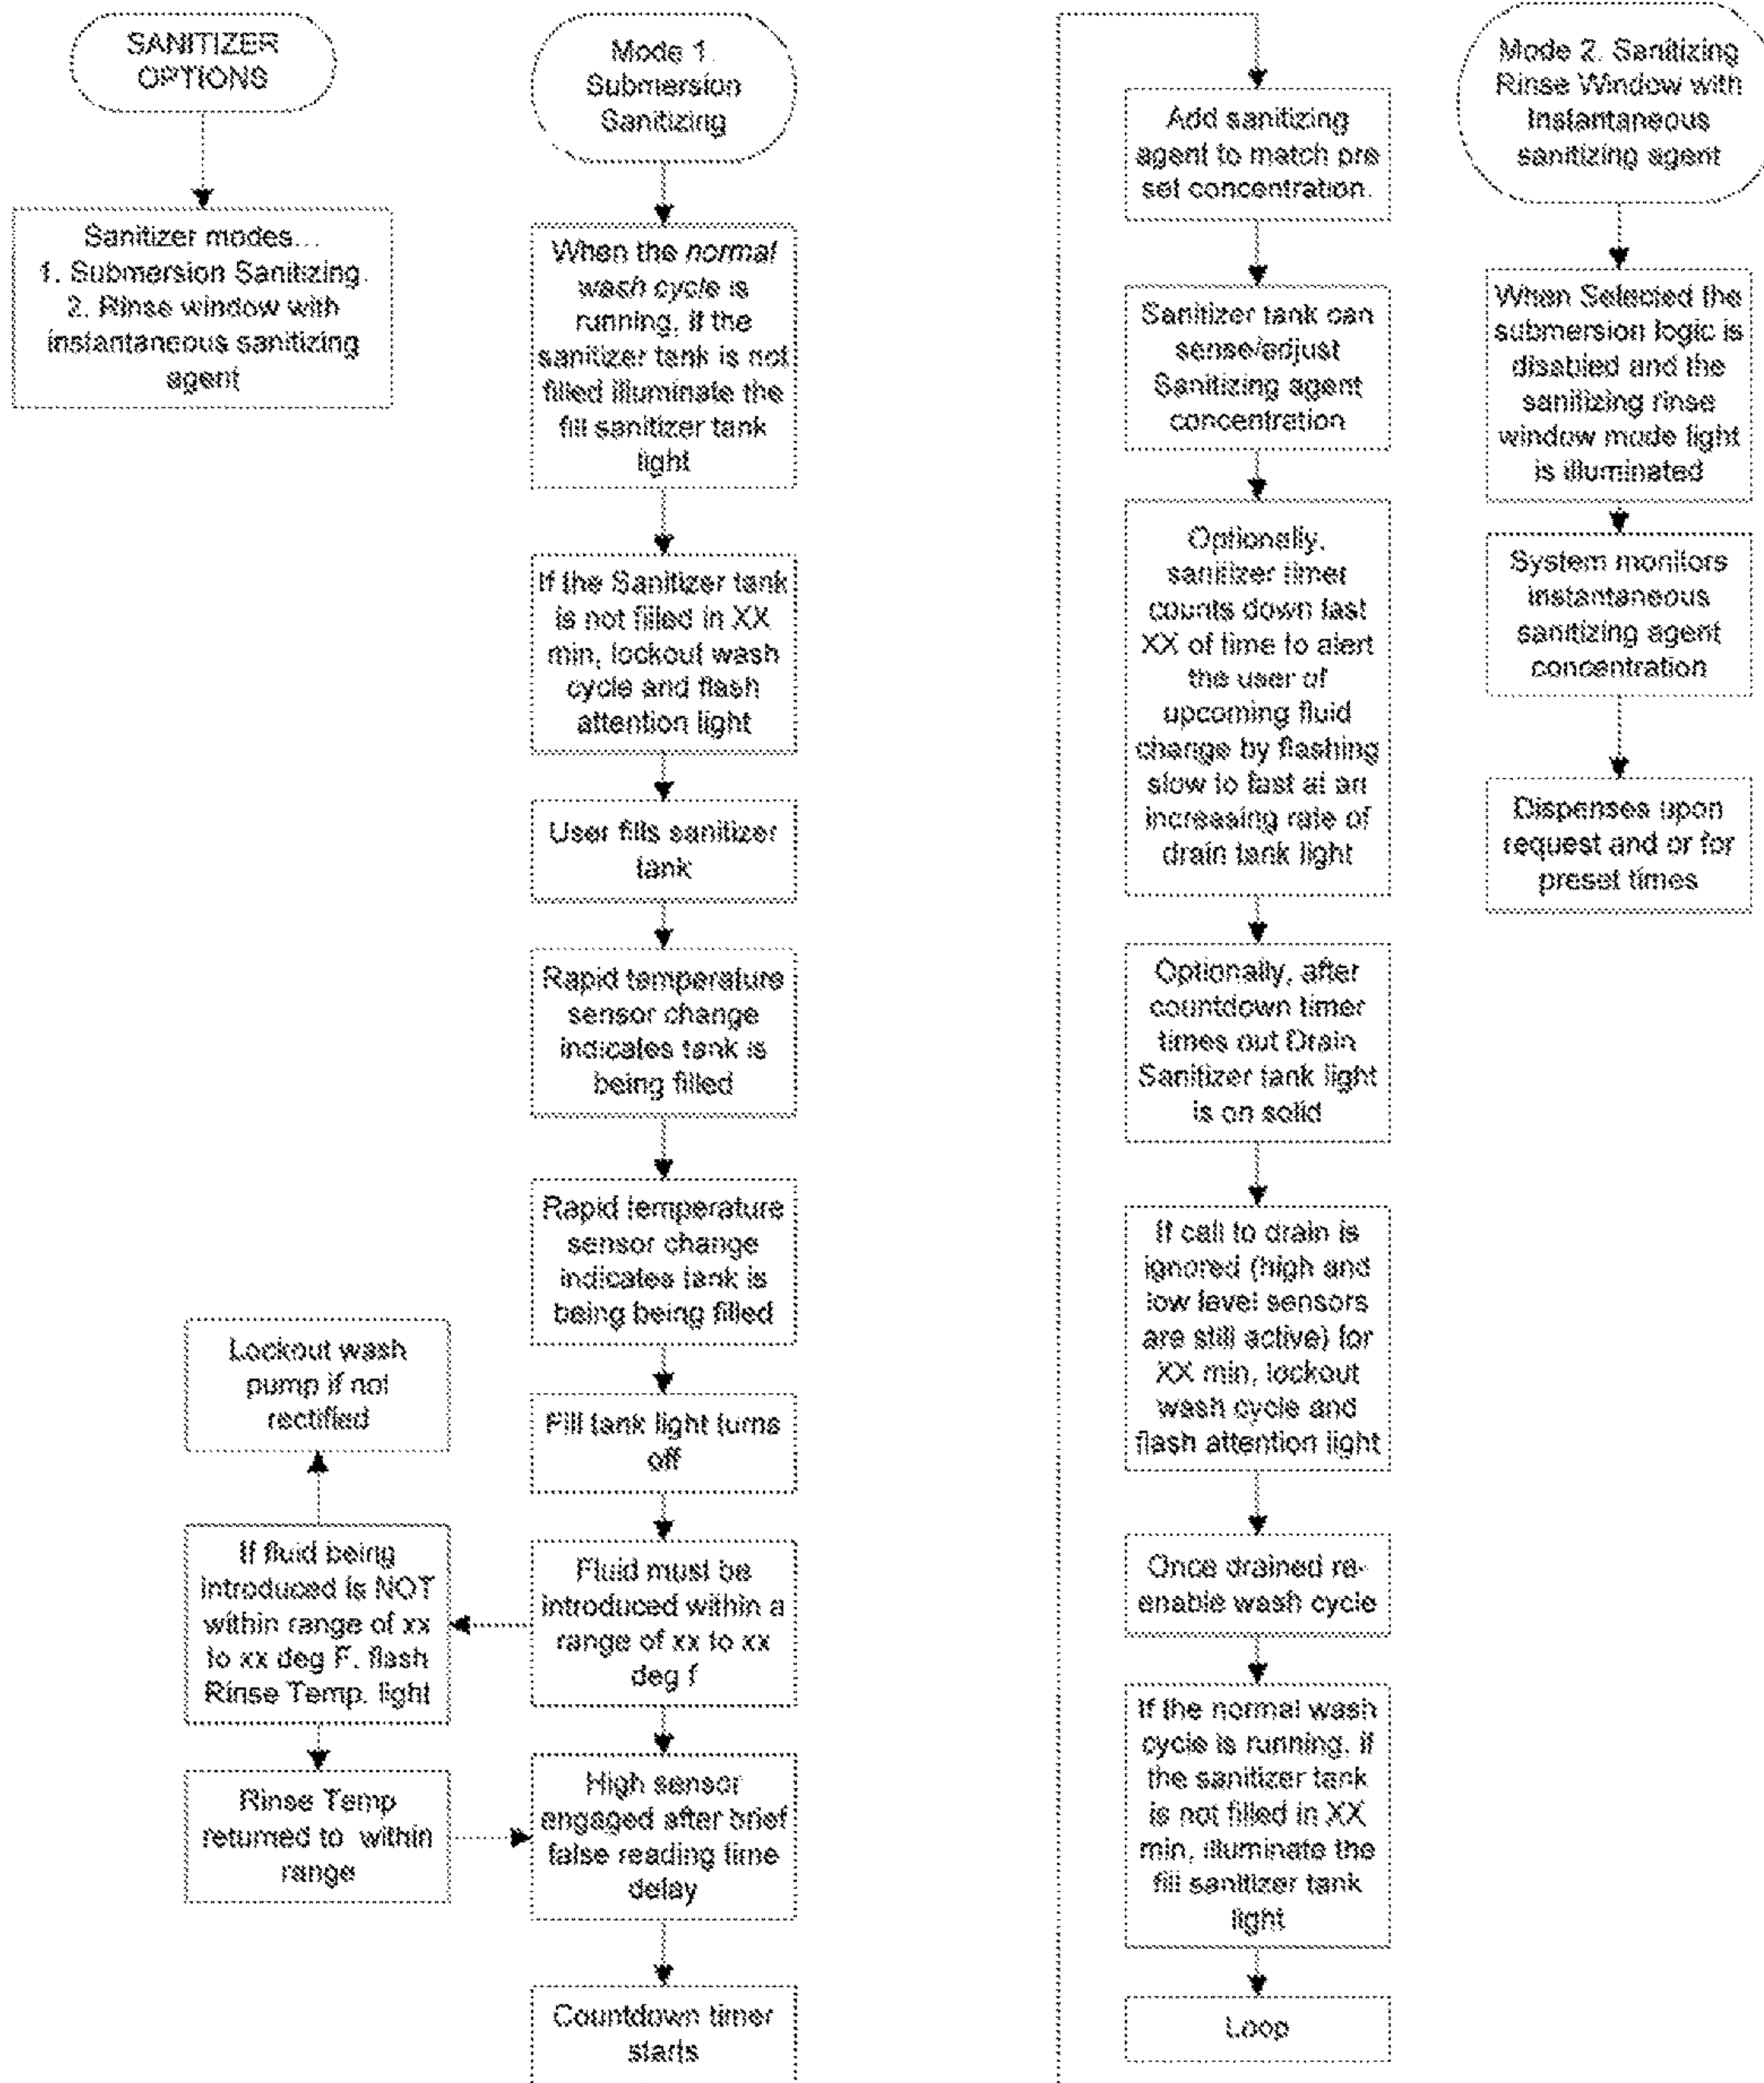 SANITIZER
OPTIONS
Sanitizer modes...
1. Submersion Sanitizing.
2. Rinse window with
instantaneous sanitizing
agent
Mode 1.
Submersion
Sanitizing
When the normal
wash cycle is
running, if the
sanitizer tank is not
filled illuminate the
fill sanitizer tank
light
If the Sanitizer tank
is not filled in XX
min, lockout wash
cycle and flash
attention light
User fills sanitizer
tank
Rapid temperature
sensor change
indicates tank is
being filled
Rapid temperature
sensor change
indicates tank is
being being filled
Fill tank light turns
off
Fluid must be
introduced within a
range of xx to xx
deg f
Lockout wash
pump if not
rectified
If fluid being
introduced is NOT
within range of xx
to xx deg F. flash
Rinse Temp. light
Rinse Temp
returned to within
range
High sensor
engaged after brief
false reading time
delay
Countdown timer
starts
Add sanitizing
agent to match pre
set concentration.
Sanitizer tank can
sense/adjust
Sanitizing agent
concentration
Optionally,
sanitizer timer
counts down last
XX of time to alert
the user of
upcoming fluid
change by flashing
slow to fast at an
increasing rate of
drain tank light
Optionally, after
countdown timer
times out Drain
Sanitizer tank light
is on solid
If call to drain is
ignored (high and
low level sensors
are still active) for
XX min, lockout
wash cycle and
flash attention light
Once drained re-
enable wash cycle
If the normal wash
cycle is running, if
the sanitizer tank
is not filled in XX
min, illuminate the
fill sanitizer tank
light
Loop
Mode 2. Sanitizing
Rinse Window with
Instantaneous
sanitizing agent
When Selected the
submersion logic is
disabled and the
sanitizing rinse
window mode light
is illuminated
System monitors
instantaneous
sanitizing agent
concentration
Dispenses upon
request and or for
preset times